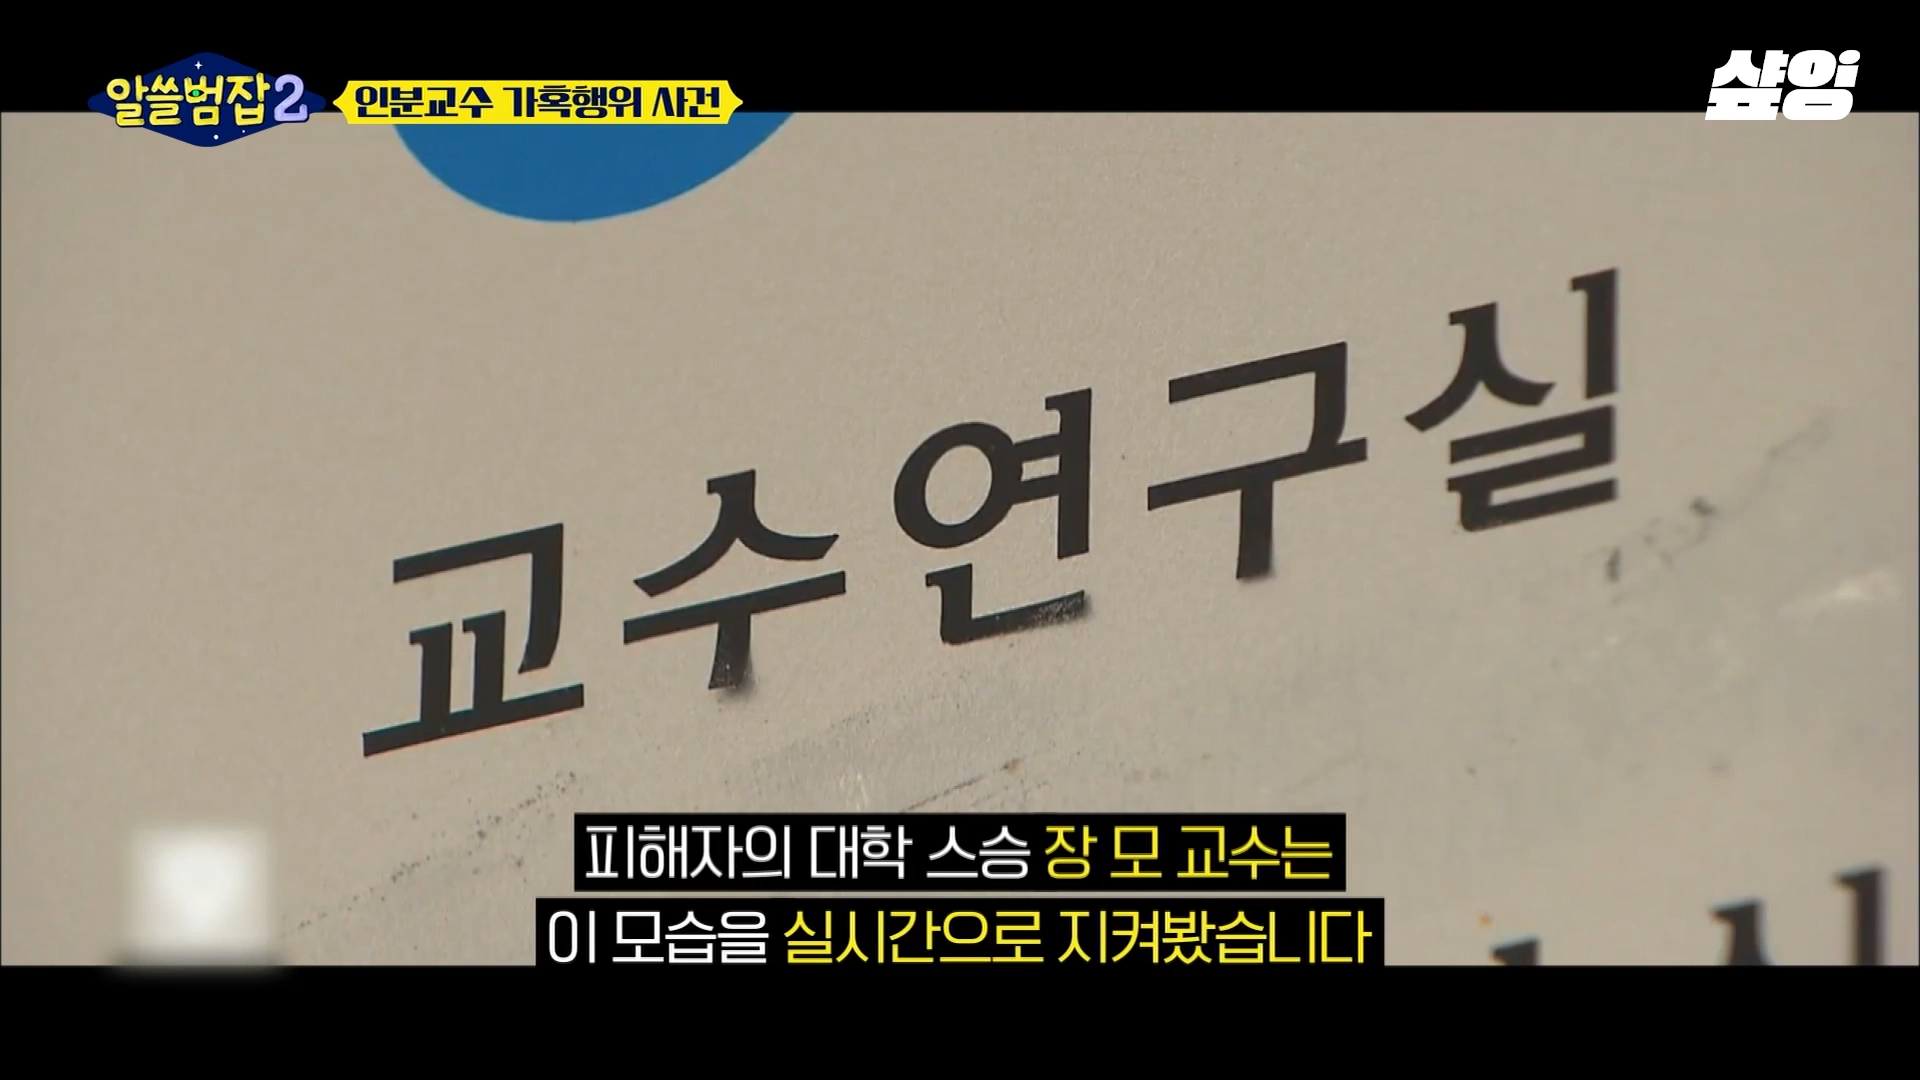 알쓸범잡2
인분교수 가혹행위 사건
샾잉
교수연구실
피해자의 대학 스승 장 모 교수는
이 모습을 실시간으로 지켜봤습니다